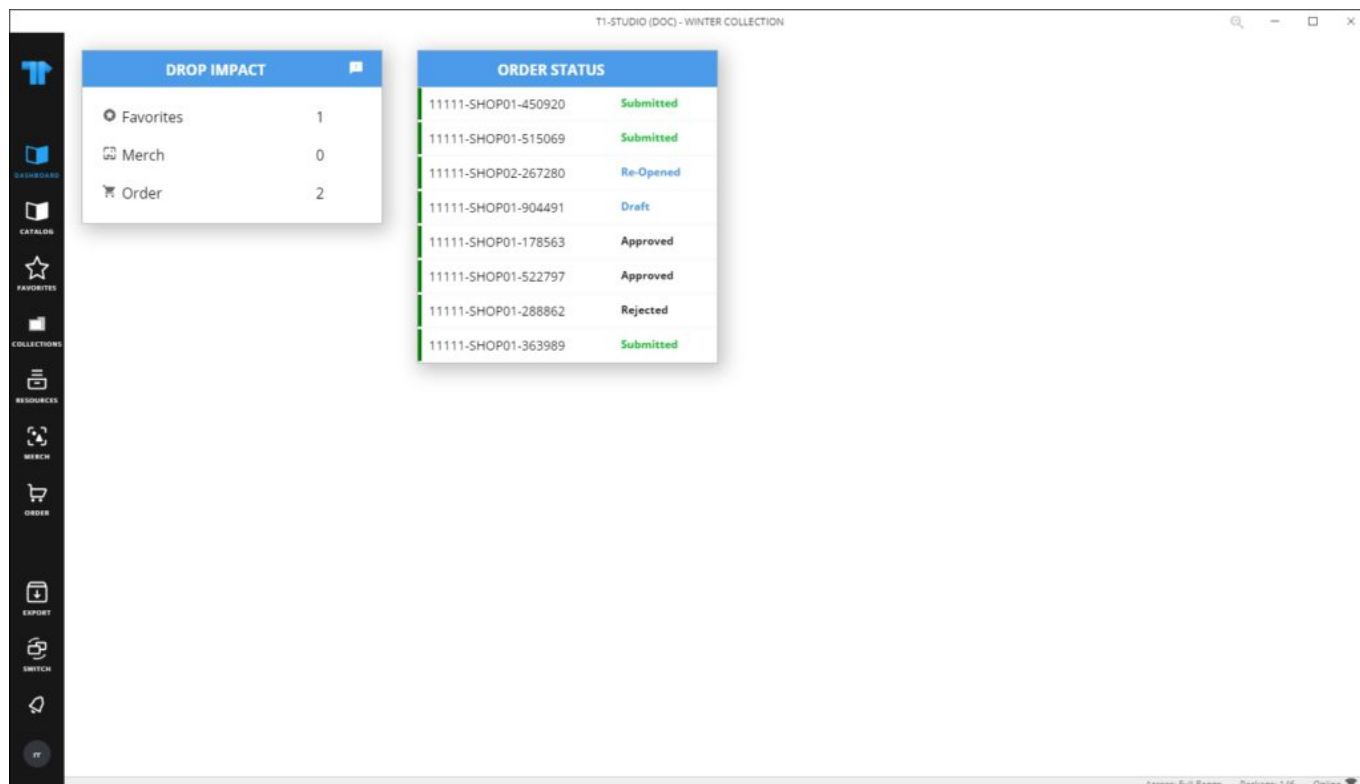 T1-STUDIO (DOC) - WINTER COLLECTION
DROP IMPACT
Favorites 1
Merch 0
Order 2
ORDER STATUS
11111-SHOP01-450920 Submitted
11111-SHOP01-515069 Submitted
11111-SHOP02-267280 Re-Opened
11111-SHOP01-904491 Draft
11111-SHOP01-178563 Approved
11111-SHOP01-522797 Approved
11111-SHOP01-288862 Rejected
11111-SHOP01-363989 Submitted
DASHBOARD
CATALOG
FAVORITES
COLLECTIONS
RESOURCES
MERCH
ORDER
EXPORT
SWITCH
Online